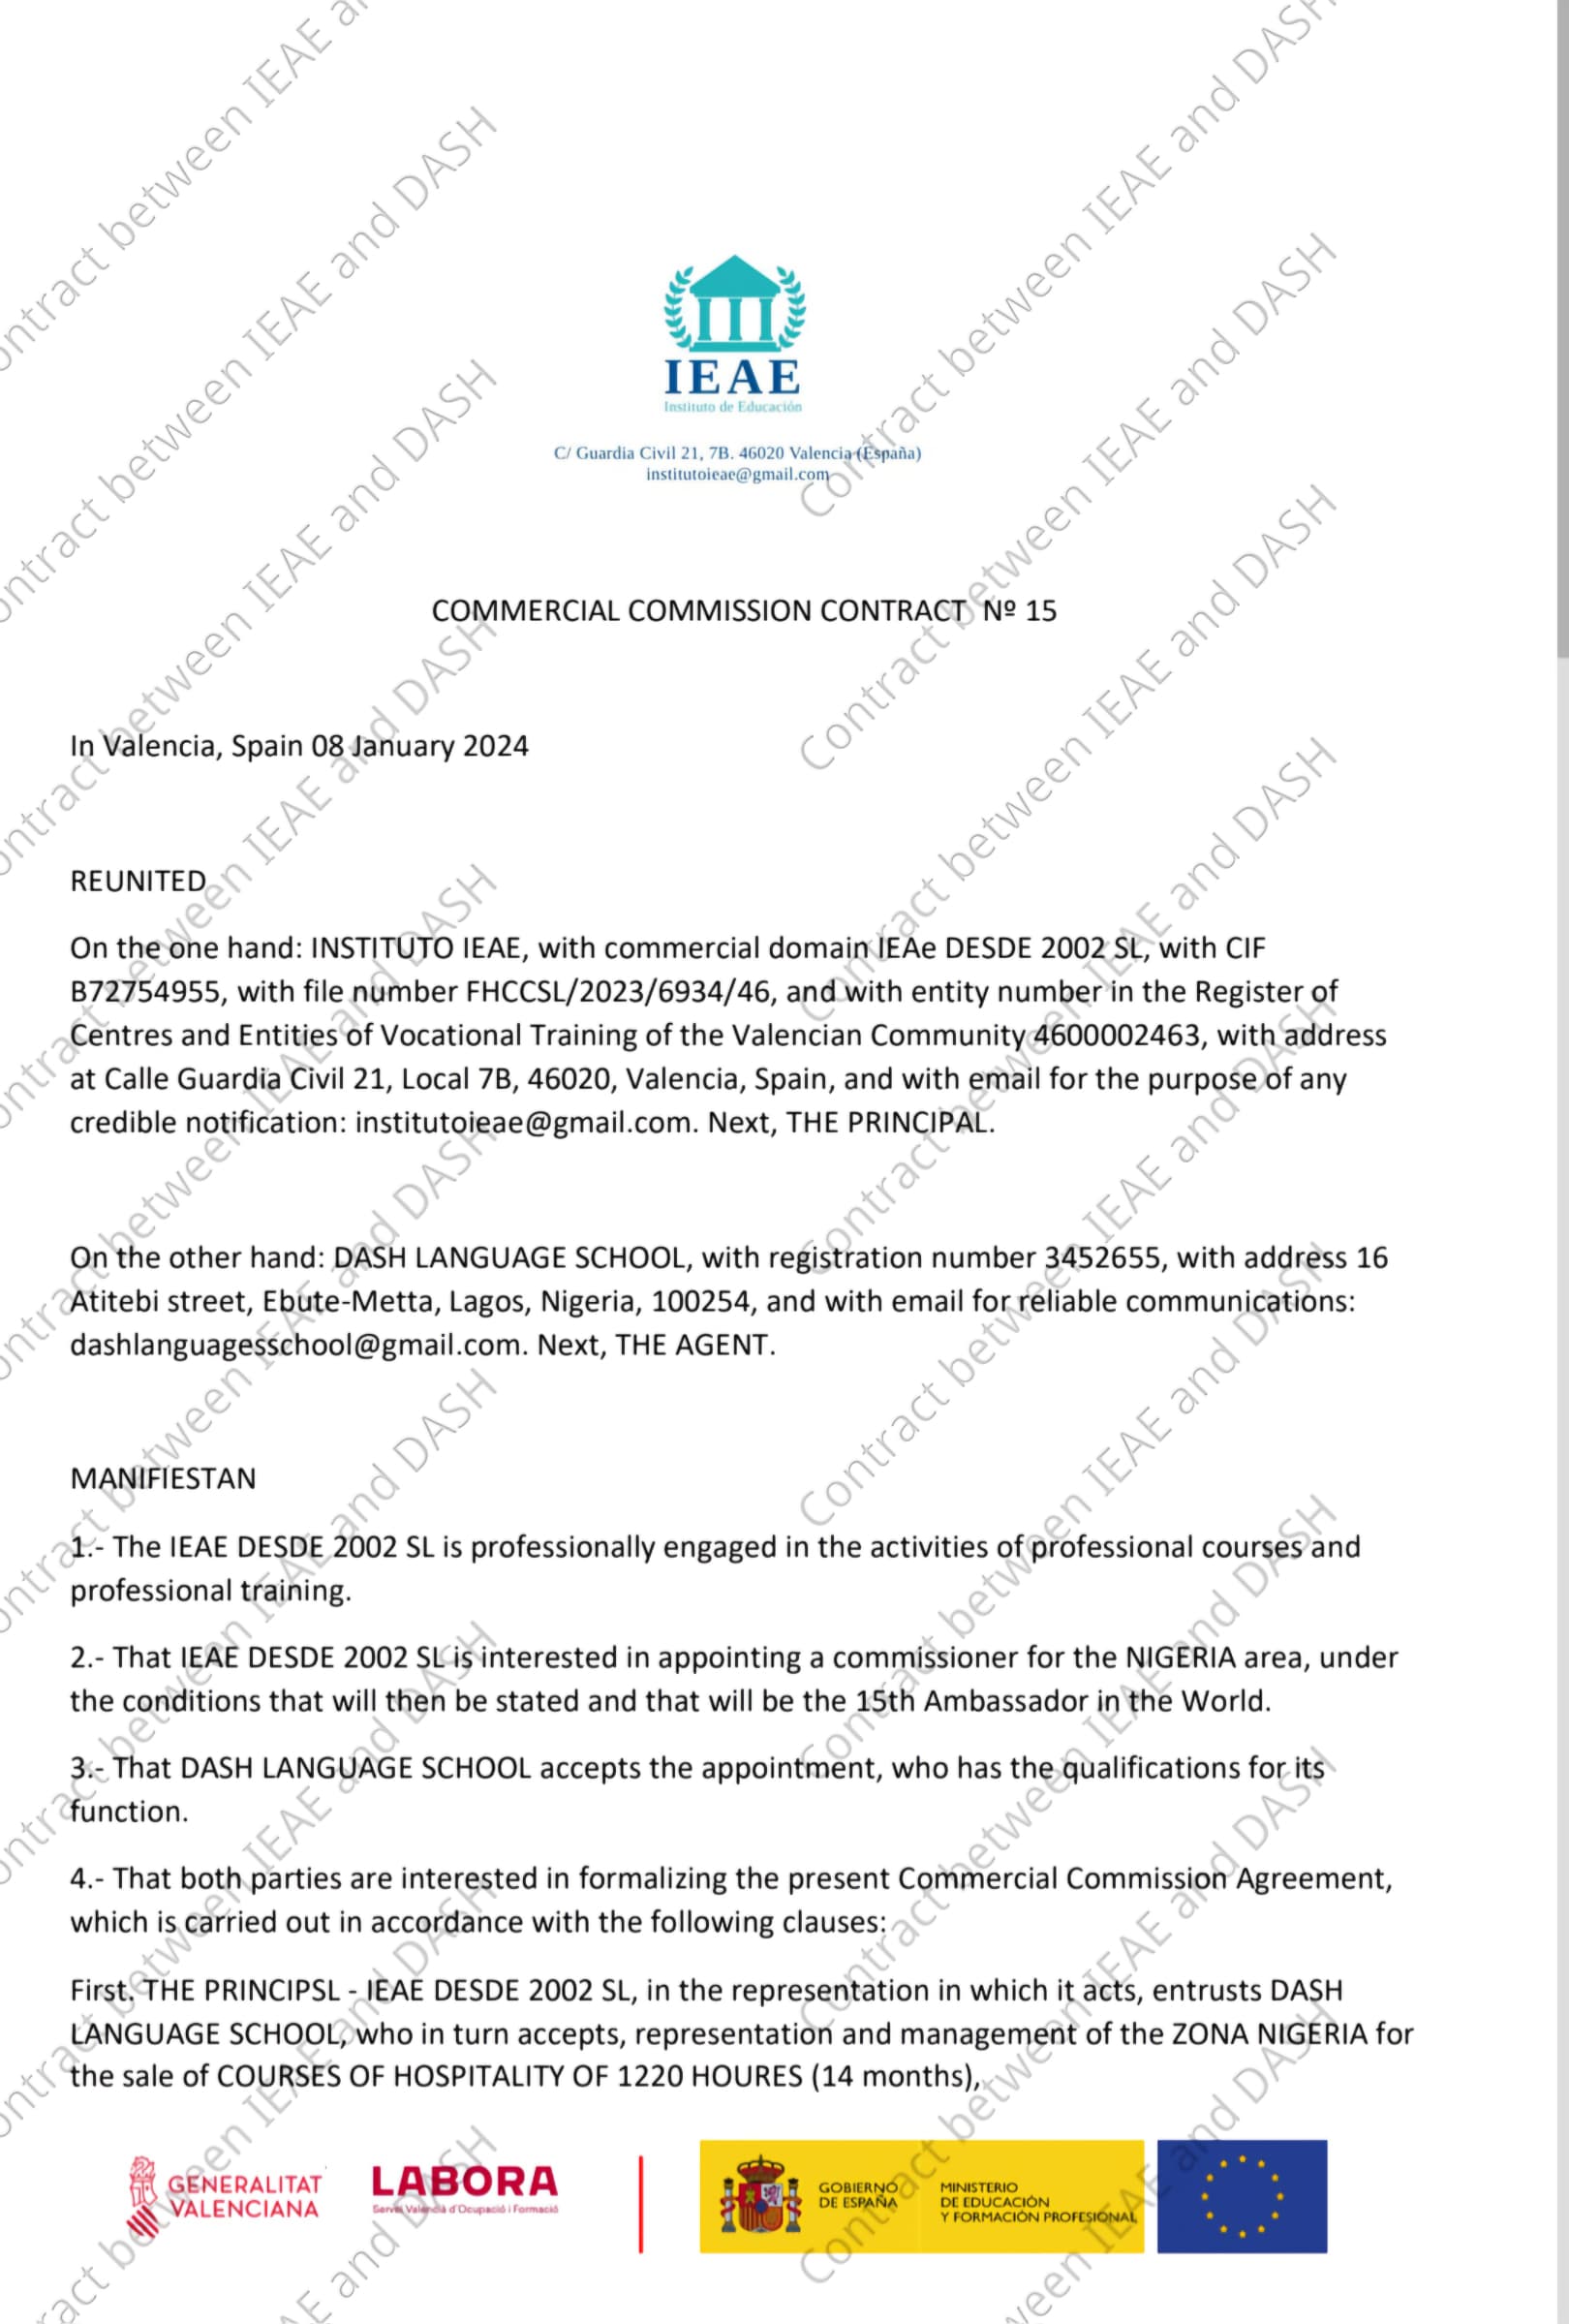 IEAE
Instituto de Educación
C/ Guardia Civil 21, 7B. 46020 Valencia (España)
institutoieae@gmail.com
COMMERCIAL COMMISSION CONTRACT Nº 15
In Valencia, Spain 08 January 2024
REUNITED
On the one hand: INSTITUTO IEAE, with commercial domain IEAe DESDE 2002 SL, with CIF
B72754955, with file number FHCCSL/2023/6934/46, and with entity number in the Register of
Centres and Entities of Vocational Training of the Valencian Community 4600002463, with address
at Calle Guardia Civil 21, Local 7B, 46020, Valencia, Spain, and with email for the purpose of any
credible notification: institutoieae@gmail.com. Next, THE PRINCIPAL.
On the other hand: DASH LANGUAGE SCHOOL, with registration number 3452655, with address 16
Atitebi street, Ebute-Metta, Lagos, Nigeria, 100254, and with email for reliable communications:
dashlanguagesschool@gmail.com. Next, THE AGENT.
MANIFIESTAN
1.- The IEAE DESDE 2002 SL is professionally engaged in the activities of professional courses and
professional training.
2.- That IEAE DESDE 2002 SL is interested in appointing a commissioner for the NIGERIA area, under
the conditions that will then be stated and that will be the 15th Ambassador in the World.
3.- That DASH LANGUAGE SCHOOL accepts the appointment, who has the qualifications for its
function.
4.- That both parties are interested in formalizing the present Commercial Commission Agreement,
which is carried out in accordance with the following clauses:
First. THE PRINCIPSL - IEAE DESDE 2002 SL, in the representation in which it acts, entrusts DASH
LANGUAGE SCHOOL, who in turn accepts, representation and management of the ZONA NIGERIA for
the sale of COURSES OF HOSPITALITY OF 1220 HOURES (14 months),
GENERALITAT
VALENCIANA
LABORA
Servei Valencià d'Ocupació i Formació
GOBIERNO
DE ESPAÑA
MINISTERIO
DE EDUCACIÓN
Y FORMACIÓN PROFESIONAL
Contract between IEAE and DASH